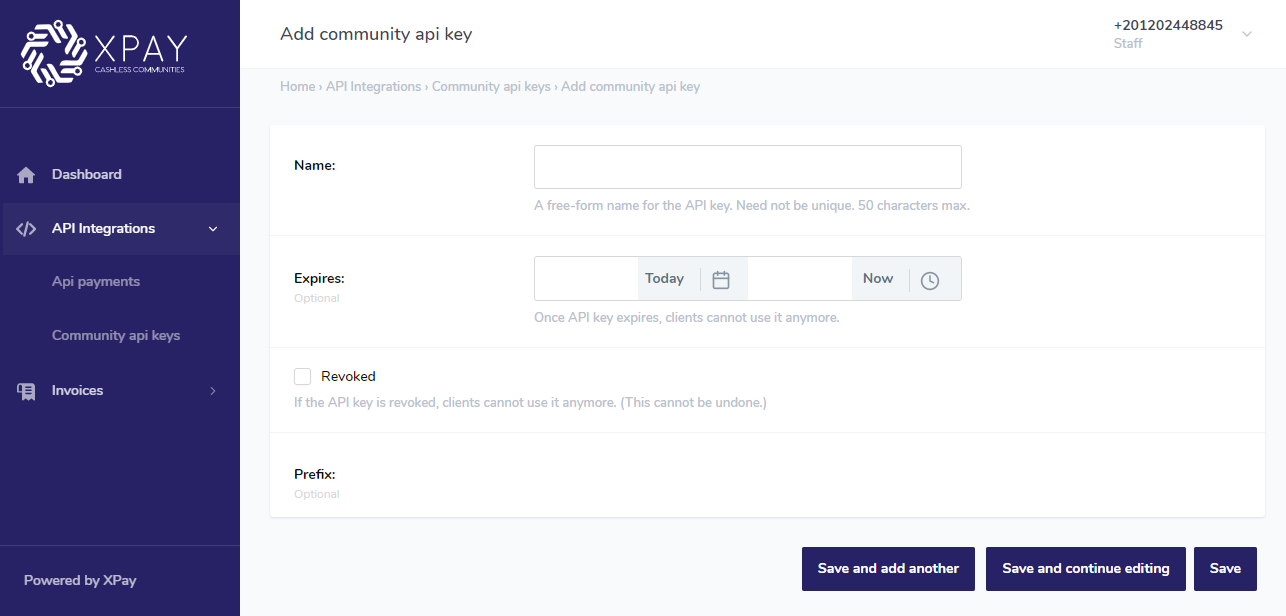 XPAY
CASHLESS COMMUNITIES
Dashboard
API Integrations
Api payments
Community api keys
Invoices
Powered by XPay
Add community api key
+201202448845
Staff
Home › API Integrations › Community api keys › Add community api key
Name:
A free-form name for the API key. Need not be unique. 50 characters max.
Expires:
Optional
Today
Now
Once API key expires, clients cannot use it anymore.
Revoked
If the API key is revoked, clients cannot use it anymore. (This cannot be undone.)
Prefix:
Optional
Save and add another
Save and continue editing
Save